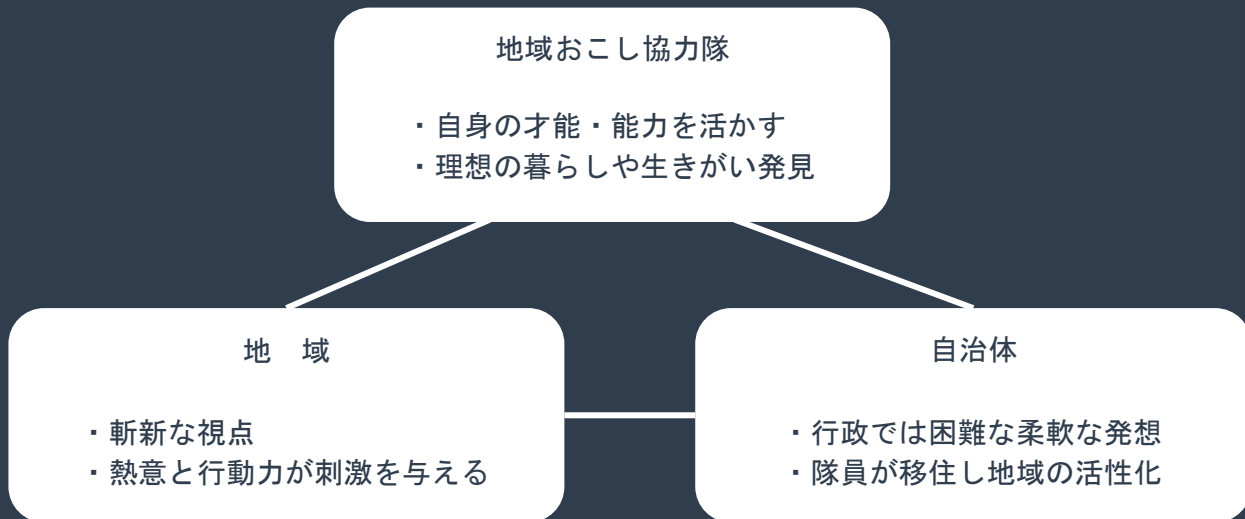 地域おこし協力隊
・自身の才能・能力を活かす
・理想の暮らしや生きがい発見
地　域
・斬新な視点
・熱意と行動力が刺激を与える
自治体
・行政では困難な柔軟な発想
・隊員が移住し地域の活性化